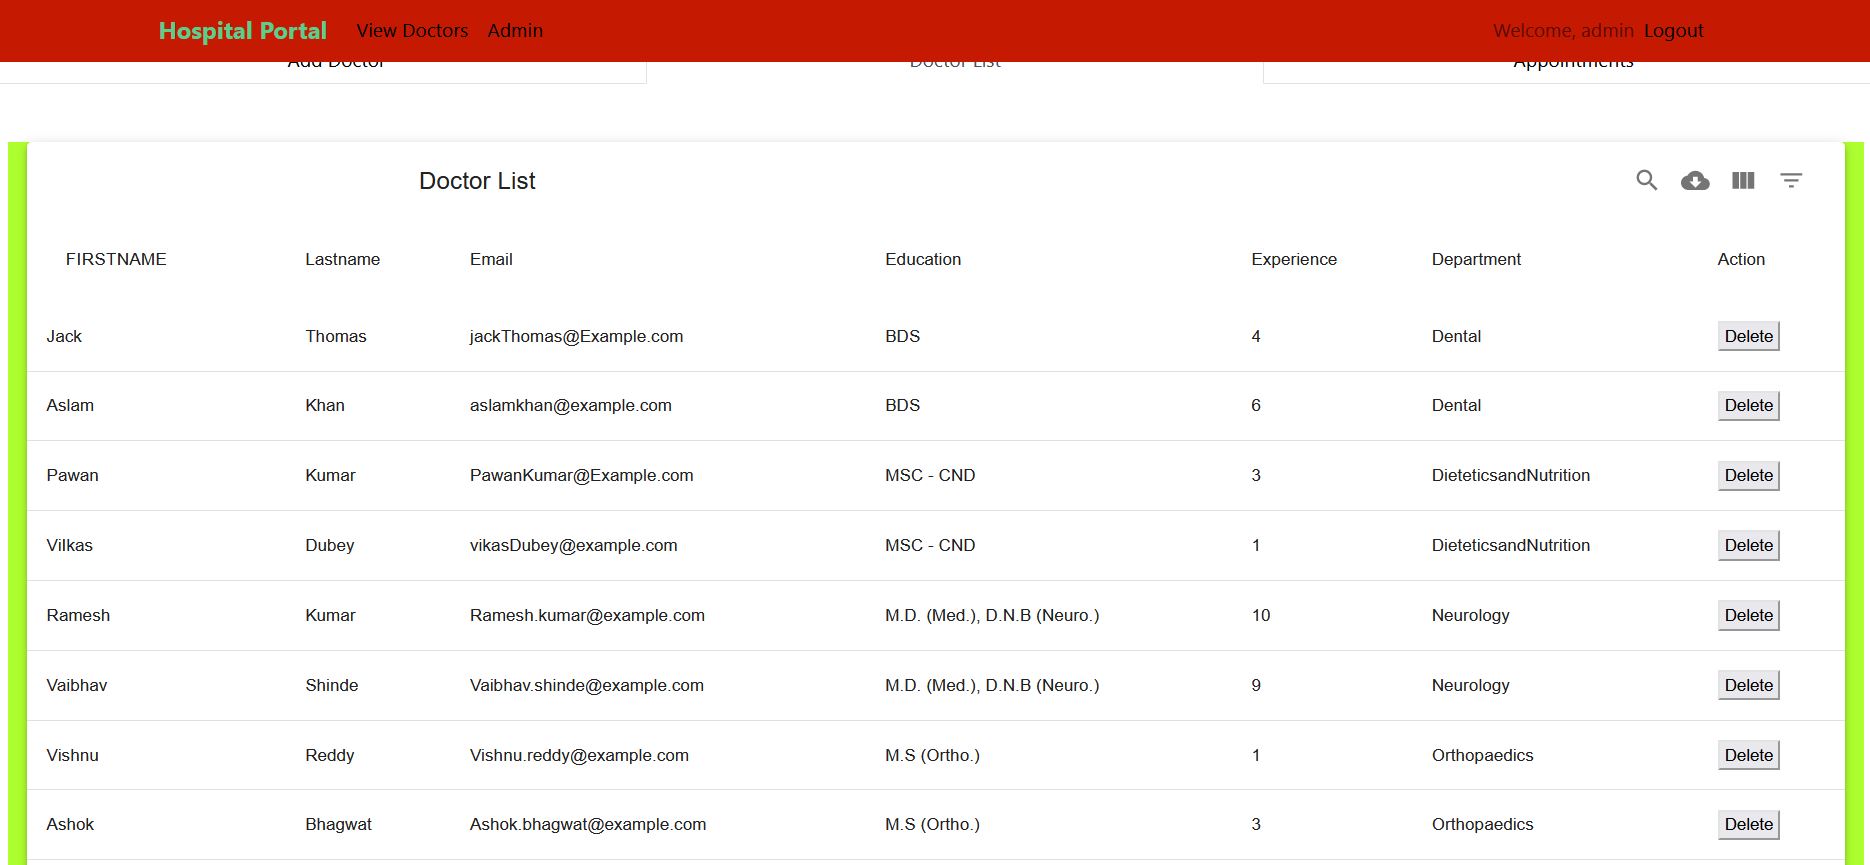 Hospital Portal View Doctors Admin Welcome, admin Logout
Add Doctor Doctor List Appointments
Doctor List
FIRSTNAME Lastname Email Education Experience Department Action
Jack Thomas jackThomas@Example.com BDS 4 Dental Delete
Aslam Khan aslamkhan@example.com BDS 6 Dental Delete
Pawan Kumar PawanKumar@Example.com MSC - CND 3 DieteticsandNutrition Delete
Vilkas Dubey vikasDubey@example.com MSC - CND 1 DieteticsandNutrition Delete
Ramesh Kumar Ramesh.kumar@example.com M.D. (Med.), D.N.B (Neuro.) 10 Neurology Delete
Vaibhav Shinde Vaibhav.shinde@example.com M.D. (Med.), D.N.B (Neuro.) 9 Neurology Delete
Vishnu Reddy Vishnu.reddy@example.com M.S (Ortho.) 1 Orthopaedics Delete
Ashok Bhagwat Ashok.bhagwat@example.com M.S (Ortho.) 3 Orthopaedics Delete